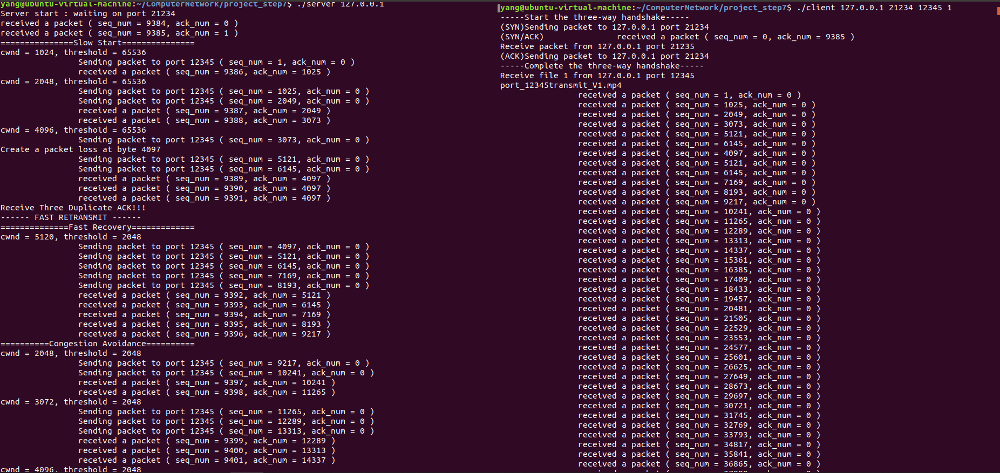 yang@ubuntu-virtual-machine:~/ComputerNetwork/project_step7$ ./server 127.0.0.1
Server start : waiting on port 21234
received a packet ( seq_num = 9384, ack_num = 0 )
received a packet ( seq_num = 9385, ack_num = 1 )
===============Slow Start===============
cwnd = 1024, threshold = 65536
Sending packet to port 12345 ( seq_num = 1, ack_num = 0 )
received a packet ( seq_num = 9386, ack_num = 1025 )
cwnd = 2048, threshold = 65536
Sending packet to port 12345 ( seq_num = 1025, ack_num = 0 )
Sending packet to port 12345 ( seq_num = 2049, ack_num = 0 )
received a packet ( seq_num = 9387, ack_num = 2049 )
received a packet ( seq_num = 9388, ack_num = 3073 )
cwnd = 4096, threshold = 65536
Sending packet to port 12345 ( seq_num = 3073, ack_num = 0 )
Create a packet loss at byte 4097
Sending packet to port 12345 ( seq_num = 5121, ack_num = 0 )
Sending packet to port 12345 ( seq_num = 6145, ack_num = 0 )
received a packet ( seq_num = 9389, ack_num = 4097 )
received a packet ( seq_num = 9390, ack_num = 4097 )
received a packet ( seq_num = 9391, ack_num = 4097 )
Receive Three Duplicate ACK!!!
------ FAST RETRANSMIT ------
==============Fast Recovery=============
cwnd = 5120, threshold = 2048
Sending packet to port 12345 ( seq_num = 4097, ack_num = 0 )
Sending packet to port 12345 ( seq_num = 5121, ack_num = 0 )
Sending packet to port 12345 ( seq_num = 6145, ack_num = 0 )
Sending packet to port 12345 ( seq_num = 7169, ack_num = 0 )
Sending packet to port 12345 ( seq_num = 8193, ack_num = 0 )
received a packet ( seq_num = 9392, ack_num = 5121 )
received a packet ( seq_num = 9393, ack_num = 6145 )
received a packet ( seq_num = 9394, ack_num = 7169 )
received a packet ( seq_num = 9395, ack_num = 8193 )
received a packet ( seq_num = 9396, ack_num = 9217 )
==========Congestion Avoidance==========
cwnd = 2048, threshold = 2048
Sending packet to port 12345 ( seq_num = 9217, ack_num = 0 )
Sending packet to port 12345 ( seq_num = 10241, ack_num = 0 )
received a packet ( seq_num = 9397, ack_num = 10241 )
received a packet ( seq_num = 9398, ack_num = 11265 )
cwnd = 3072, threshold = 2048
Sending packet to port 12345 ( seq_num = 11265, ack_num = 0 )
Sending packet to port 12345 ( seq_num = 12289, ack_num = 0 )
Sending packet to port 12345 ( seq_num = 13313, ack_num = 0 )
received a packet ( seq_num = 9399, ack_num = 12289 )
received a packet ( seq_num = 9400, ack_num = 13313 )
received a packet ( seq_num = 9401, ack_num = 14337 )
cwnd = 4096, threshold = 2048
yang@ubuntu-virtual-machine:~/ComputerNetwork/project_step7$ ./client 127.0.0.1 21234 12345 1
-----Start the three-way handshake-----
(SYN)Sending packet to 127.0.0.1 port 21234
(SYN/ACK) received a packet ( seq_num = 0, ack_num = 9385 )
Receive packet from 127.0.0.1 port 21235
(ACK)Sending packet to 127.0.0.1 port 21234
-----Complete the three-way handshake-----
Receive file 1 from 127.0.0.1 port 12345
port_12345transmit_V1.mp4
received a packet ( seq_num = 1, ack_num = 0 )
received a packet ( seq_num = 1025, ack_num = 0 )
received a packet ( seq_num = 2049, ack_num = 0 )
received a packet ( seq_num = 3073, ack_num = 0 )
received a packet ( seq_num = 5121, ack_num = 0 )
received a packet ( seq_num = 6145, ack_num = 0 )
received a packet ( seq_num = 4097, ack_num = 0 )
received a packet ( seq_num = 5121, ack_num = 0 )
received a packet ( seq_num = 6145, ack_num = 0 )
received a packet ( seq_num = 7169, ack_num = 0 )
received a packet ( seq_num = 8193, ack_num = 0 )
received a packet ( seq_num = 9217, ack_num = 0 )
received a packet ( seq_num = 10241, ack_num = 0 )
received a packet ( seq_num = 11265, ack_num = 0 )
received a packet ( seq_num = 12289, ack_num = 0 )
received a packet ( seq_num = 13313, ack_num = 0 )
received a packet ( seq_num = 14337, ack_num = 0 )
received a packet ( seq_num = 15361, ack_num = 0 )
received a packet ( seq_num = 16385, ack_num = 0 )
received a packet ( seq_num = 17409, ack_num = 0 )
received a packet ( seq_num = 18433, ack_num = 0 )
received a packet ( seq_num = 19457, ack_num = 0 )
received a packet ( seq_num = 20481, ack_num = 0 )
received a packet ( seq_num = 21505, ack_num = 0 )
received a packet ( seq_num = 22529, ack_num = 0 )
received a packet ( seq_num = 23553, ack_num = 0 )
received a packet ( seq_num = 24577, ack_num = 0 )
received a packet ( seq_num = 25601, ack_num = 0 )
received a packet ( seq_num = 26625, ack_num = 0 )
received a packet ( seq_num = 27649, ack_num = 0 )
received a packet ( seq_num = 28673, ack_num = 0 )
received a packet ( seq_num = 29697, ack_num = 0 )
received a packet ( seq_num = 30721, ack_num = 0 )
received a packet ( seq_num = 31745, ack_num = 0 )
received a packet ( seq_num = 32769, ack_num = 0 )
received a packet ( seq_num = 33793, ack_num = 0 )
received a packet ( seq_num = 34817, ack_num = 0 )
received a packet ( seq_num = 35841, ack_num = 0 )
received a packet ( seq_num = 36865, ack_num = 0 )